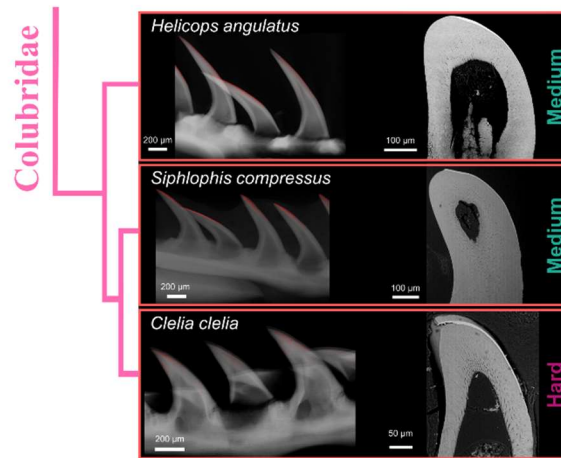 Colubridae
Helicops angulatus
200 µm
100 µm
Medium
Siphlophis compressus
200 µm
100 µm
Medium
Clelia clelia
200 µm
50 µm
Hard